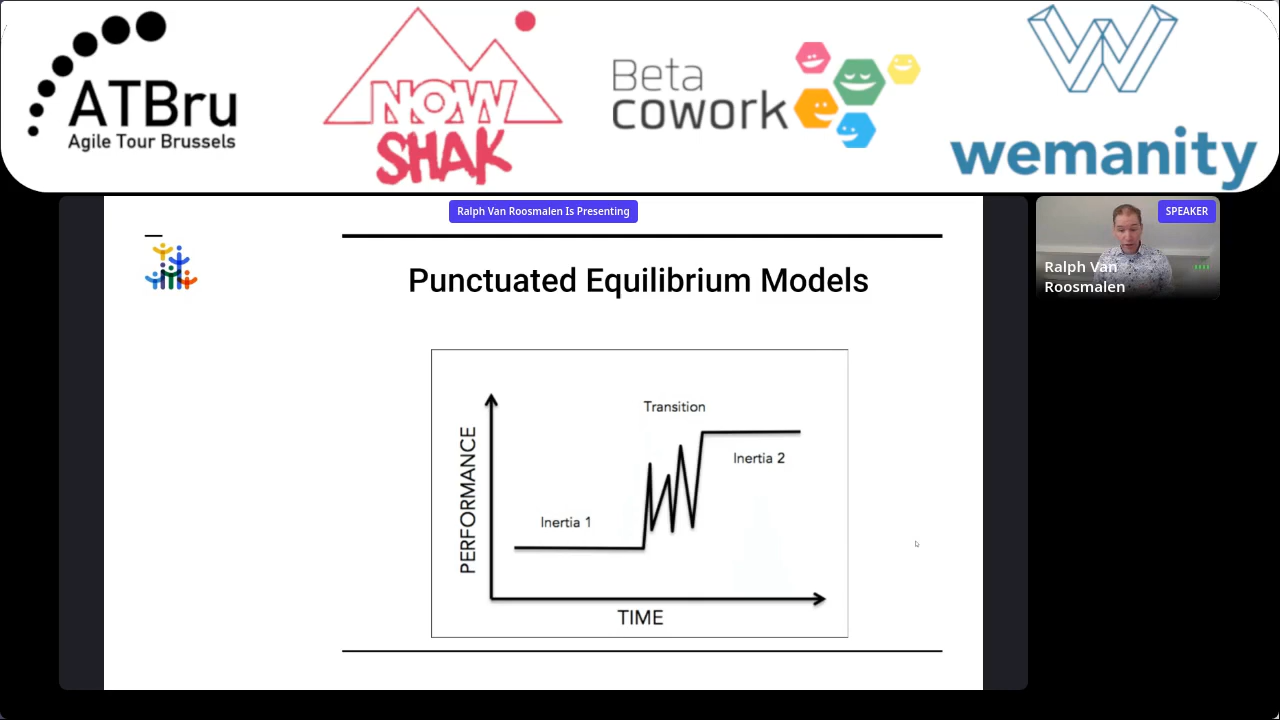 ATBru
Agile Tour Brussels
NOW
SHAK
Beta
cowork
wemanity
Ralph Van Roosmalen Is Presenting
SPEAKER
Ralph Van
Roosmalen
Punctuated Equilibrium Models
Transition
Inertia 2
Inertia 1
PERFORMANCE
TIME